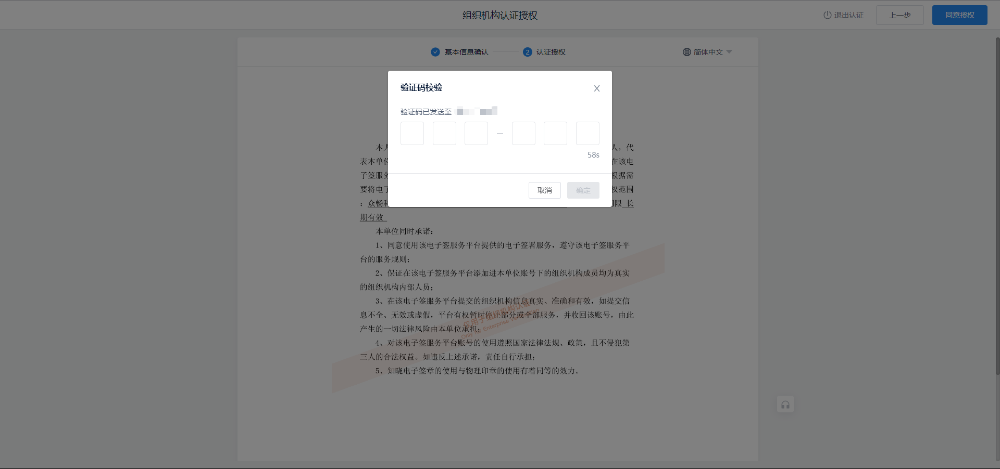 组织机构认证授权
退出认证
上一步
同意授权
基本信息确认
2 认证授权
简体中文
验证码校验
X
验证码已发送至
58s
取消
确定
本人
人，代
表本单位
在该电
子签服务
根据需
要将电子
权范围
：众畅科
限 长
期有效
本单位同时承诺：
1、同意使用该电子签服务平台提供的电子签署服务，遵守该电子签服务平
台的服务规则；
2、保证在该电子签服务平台添加进本单位账号下的组织机构成员均为真实
的组织机构内部人员；
3、在该电子签服务平台提交的组织机构信息真实、准确和有效，如提交信
息不全、无效或虚假，平台有权暂时停止部分或全部服务，并收回该账号，由此
产生的一切法律风险由本单位承担；
4、对该电子签服务平台账号的使用遵照国家法律法规、政策，且不侵犯第
三人的合法权益。如违反上述承诺，责任自行承担；
5、知晓电子签章的使用与物理印章的使用有着同等的效力。
仅用于组织机构认证
Only for Enterprise Verification